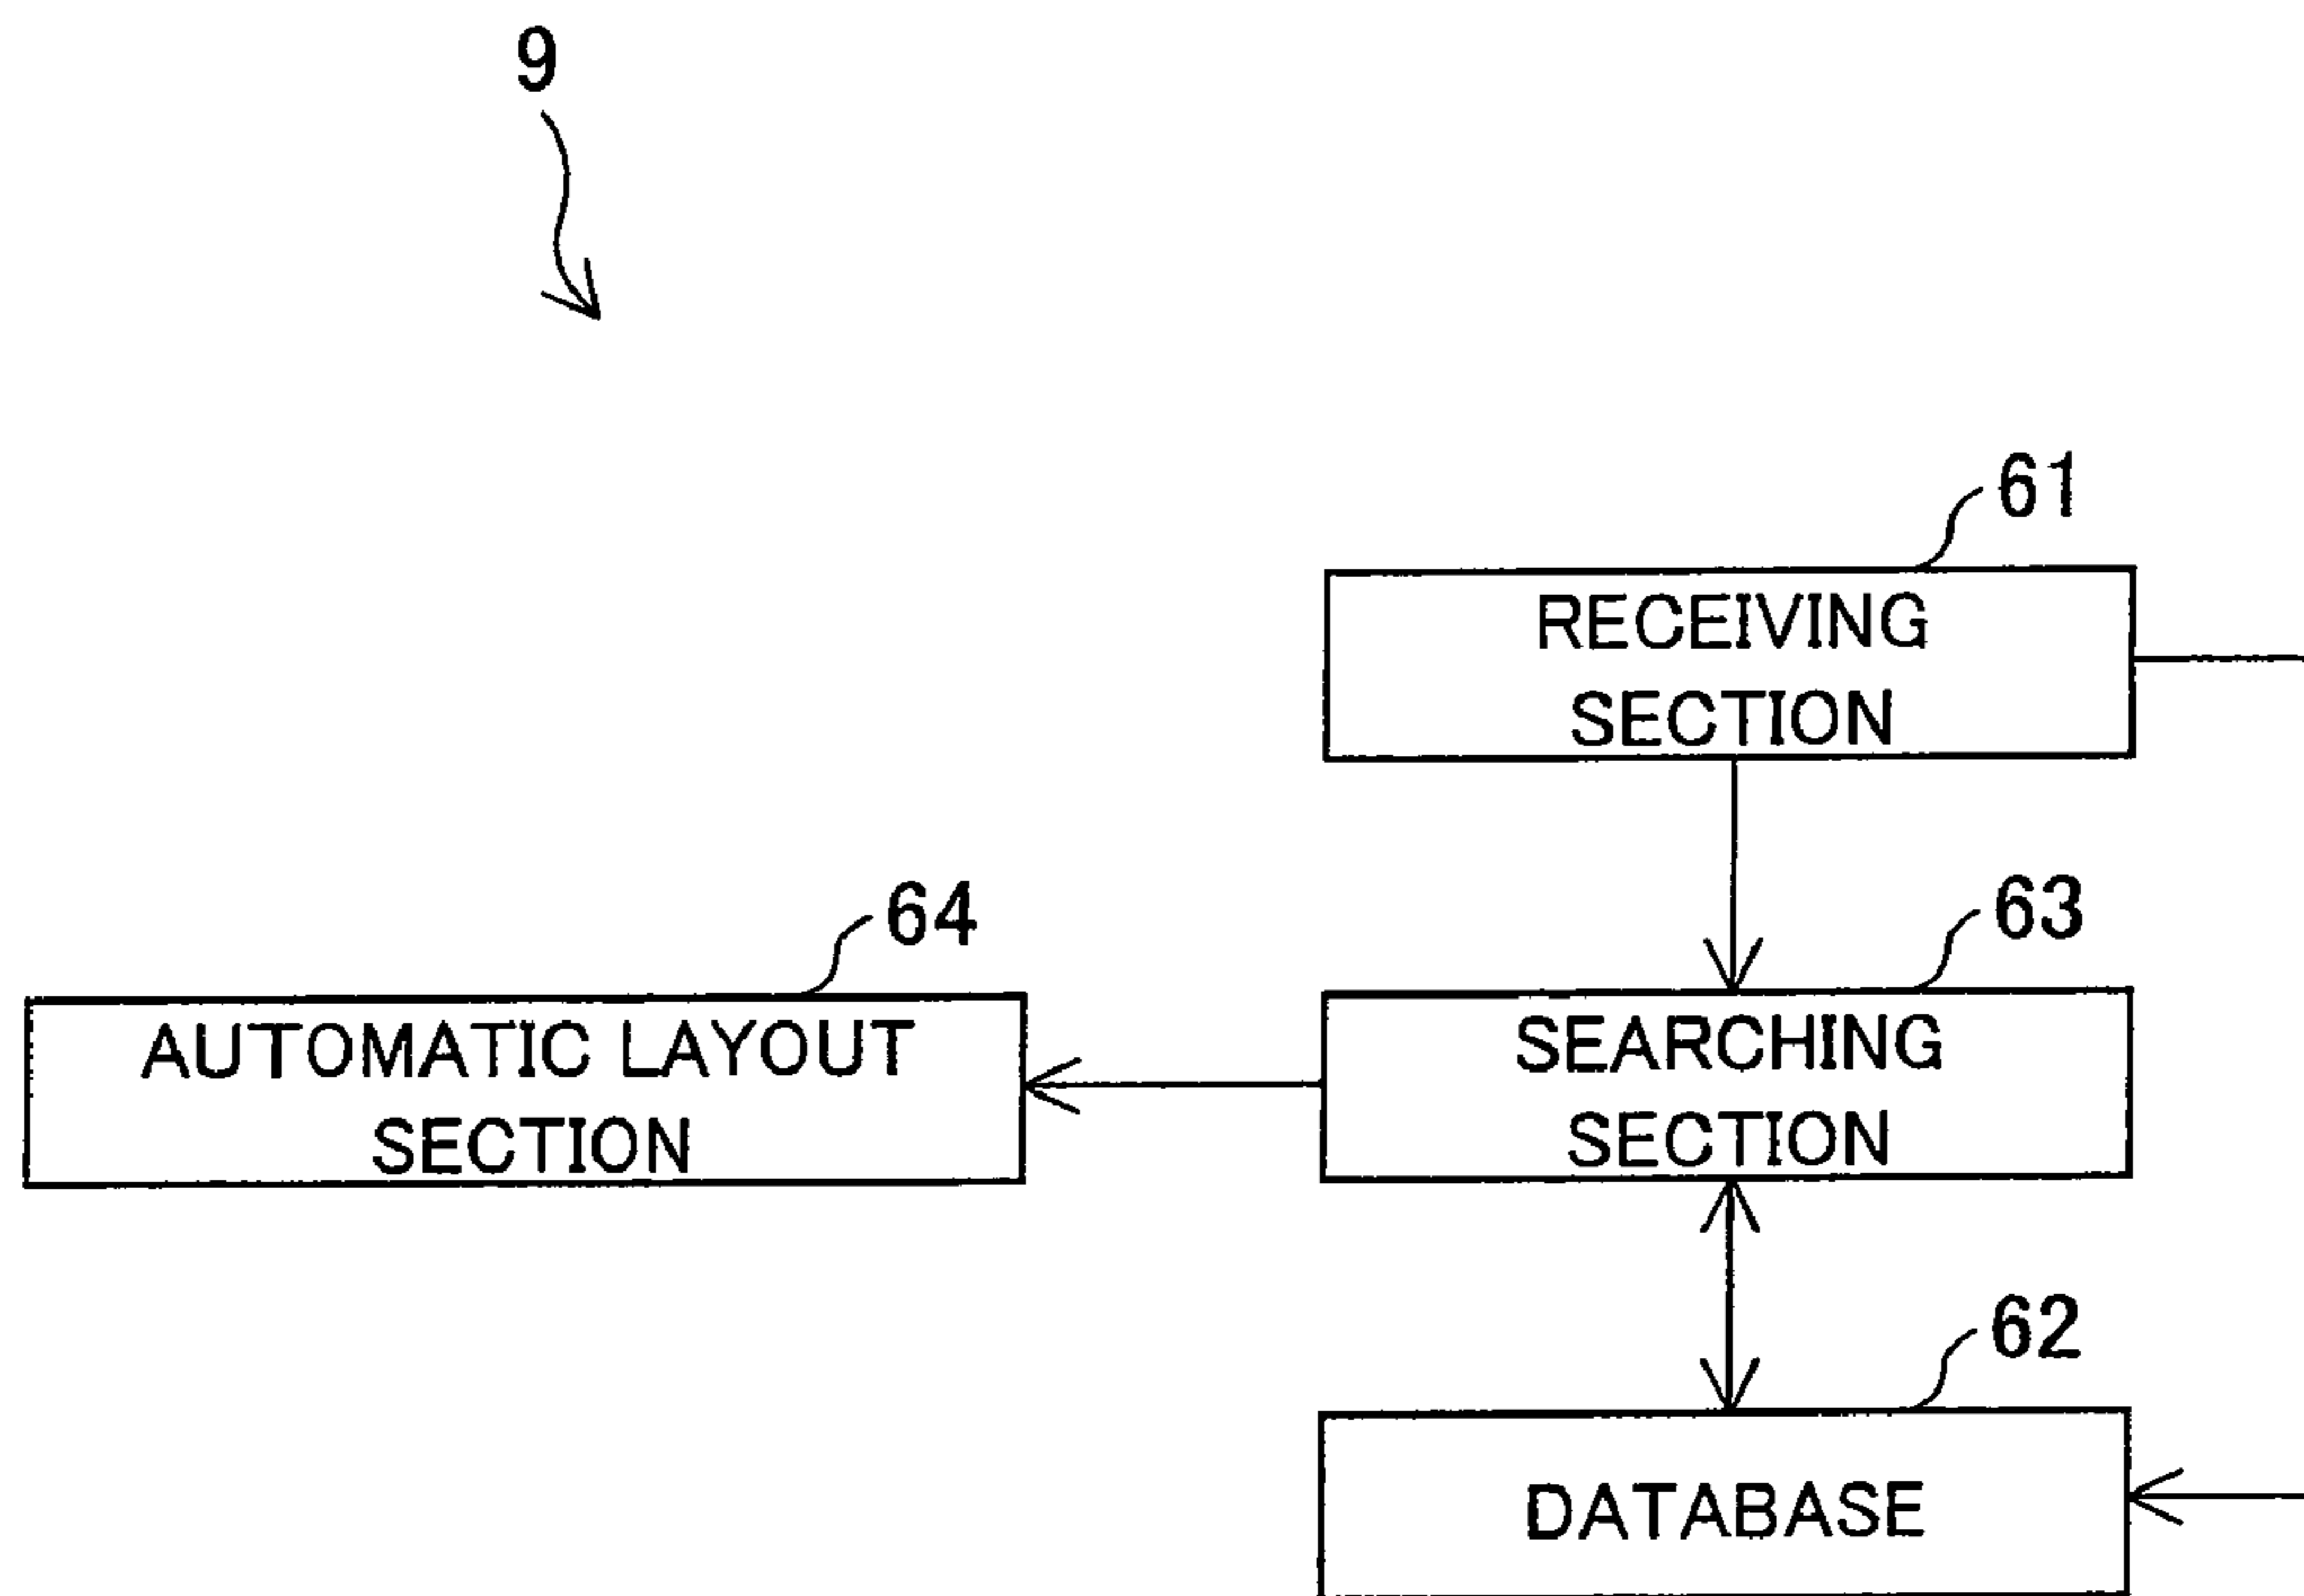 9
61
RECEIVING
SECTION
64
63
AUTOMATIC LAYOUT
SECTION
SEARCHING
SECTION
62
DATABASE